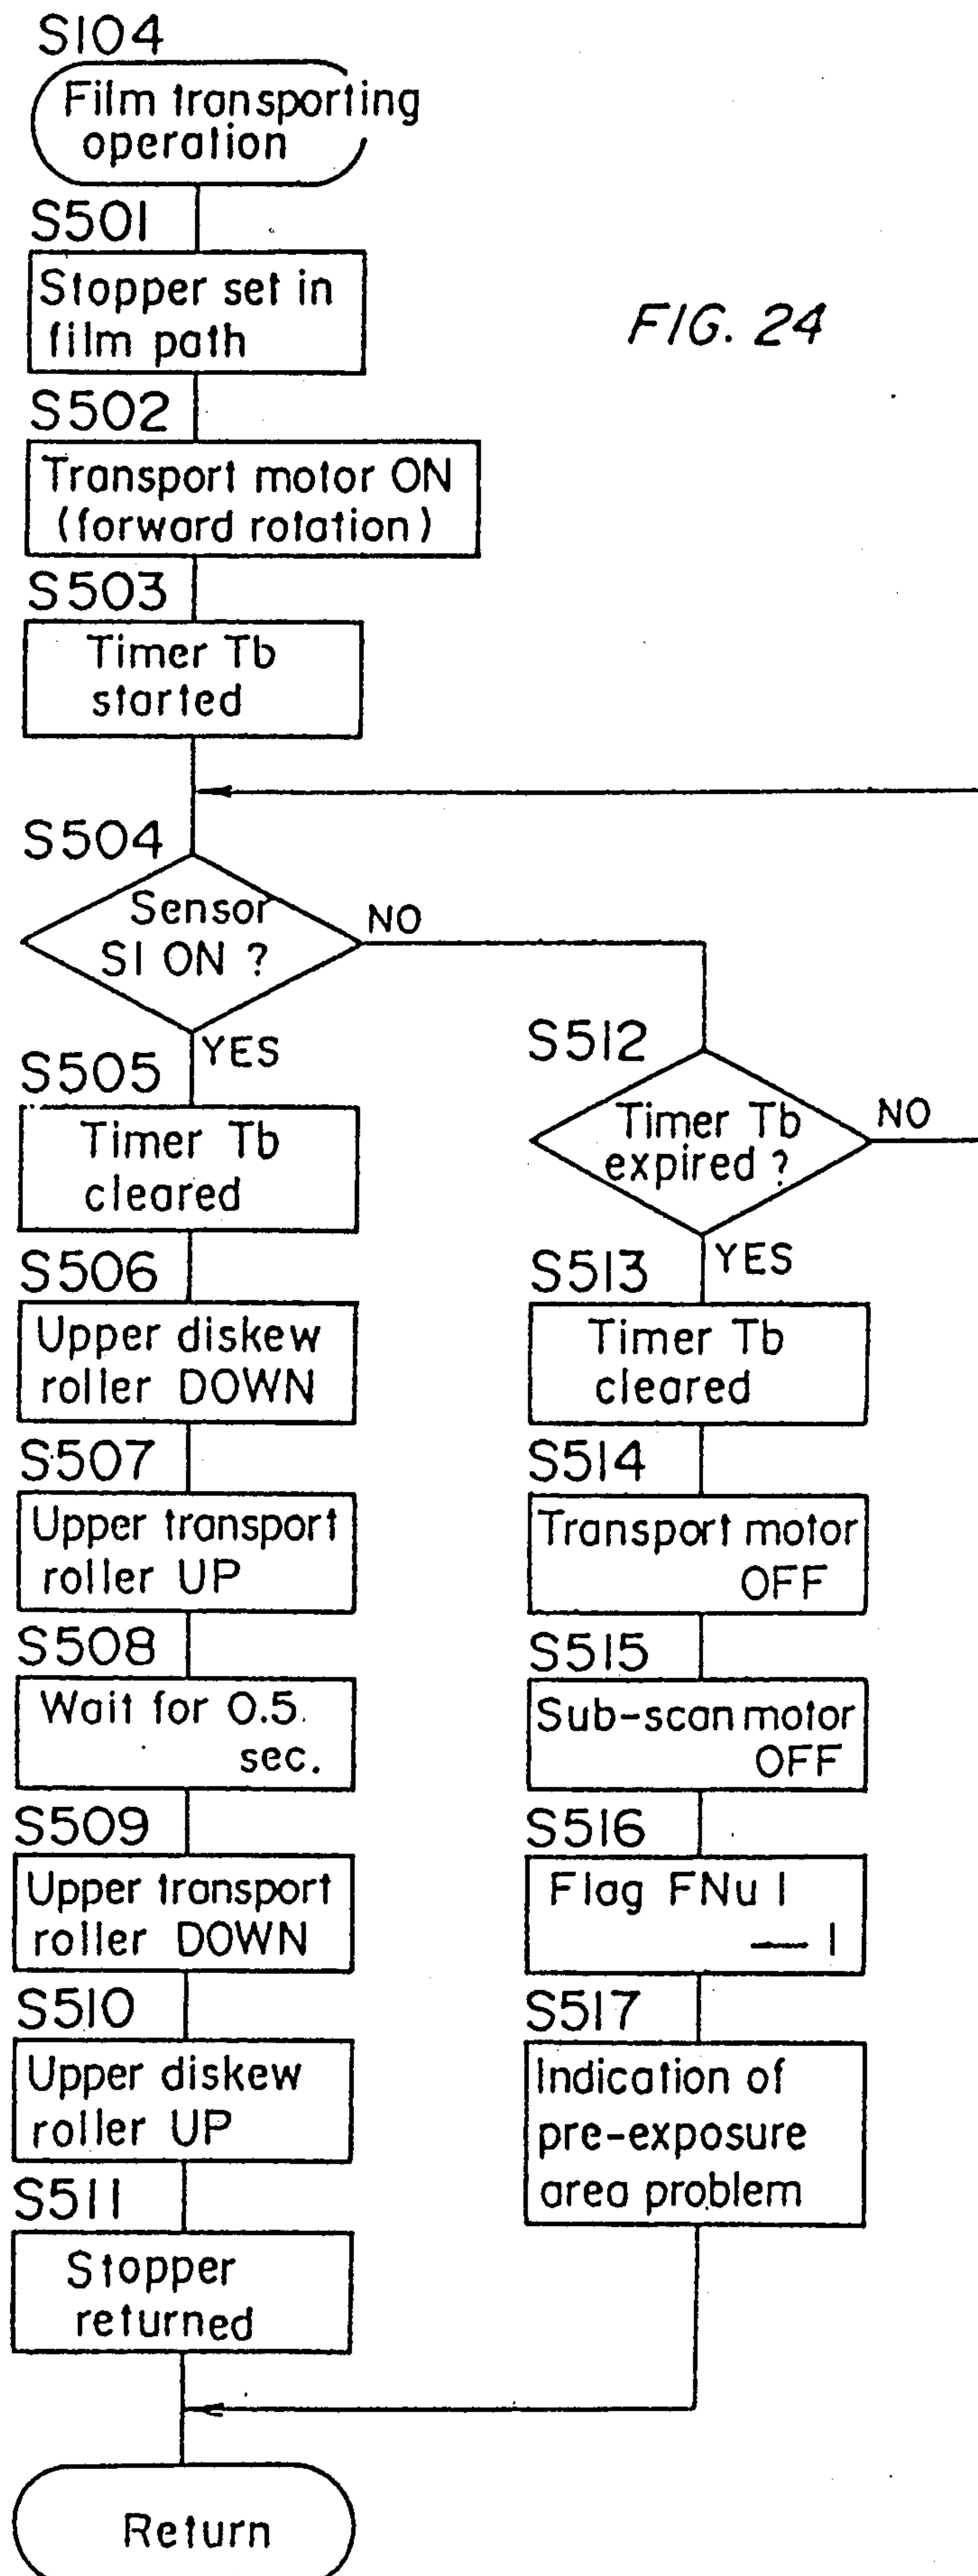 S104
Film transporting
operation
S501
Stopper set in
film path
FIG. 24
S502
Transport motor ON
(forward rotation)
S503
Timer Tb
started
S504
Sensor
S1 ON ?
NO
YES
S505
Timer Tb
cleared
S506
Upper diskew
roller DOWN
S507
Upper transport
roller UP
S508
Wait for 0.5
sec.
S509
Upper transport
roller DOWN
S510
Upper diskew
roller UP
S511
Stopper
returned
S512
Timer Tb
expired ?
NO
YES
S513
Timer Tb
cleared
S514
Transport motor
OFF
S515
Sub-scan motor
OFF
S516
Flag FNu 1
— 1
S517
Indication of
pre-exposure
area problem
Return